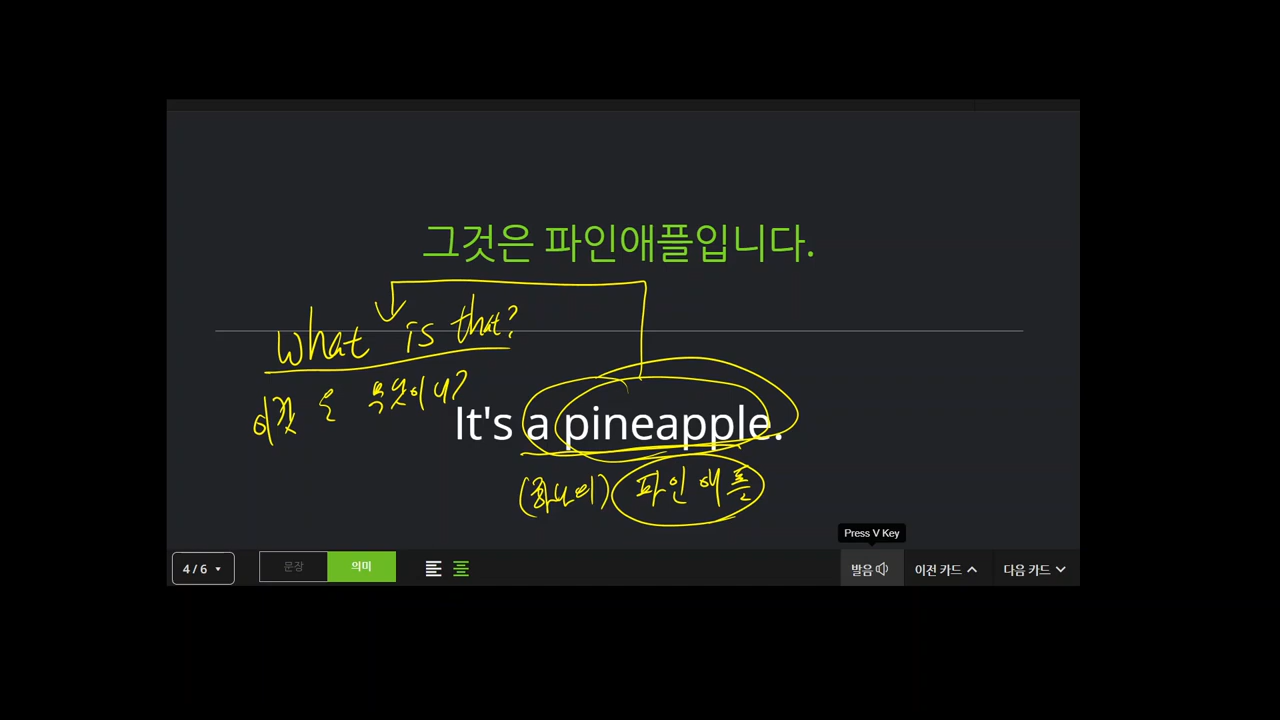 그것은 파인애플입니다.
What is that?
이것은 무엇이니?
It's a pineapple.
(하나의) 파인애플
Press V Key
4 / 6 문장 의미 발음 이전 카드 다음 카드